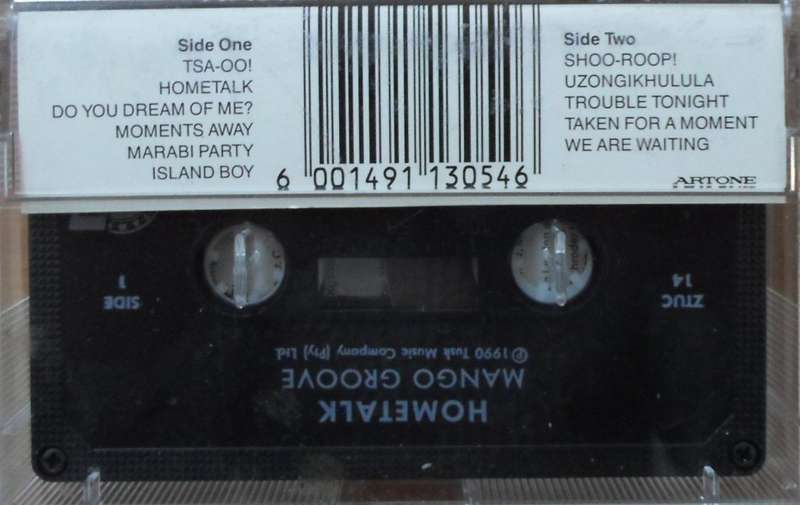 Side One
TSA-OO!
HOMETALK
DO YOU DREAM OF ME?
MOMENTS AWAY
MARABI PARTY
ISLAND BOY
6 001491 130546
Side Two
SHOO-ROOP!
UZONGIKHULULA
TROUBLE TONIGHT
TAKEN FOR A MOMENT
WE ARE WAITING
ARTONE
HOMETALK
MANGO GROOVE
℗ 1990 Tusk Music Company (Pty) Ltd.
SIDE
1
ZTUC
14